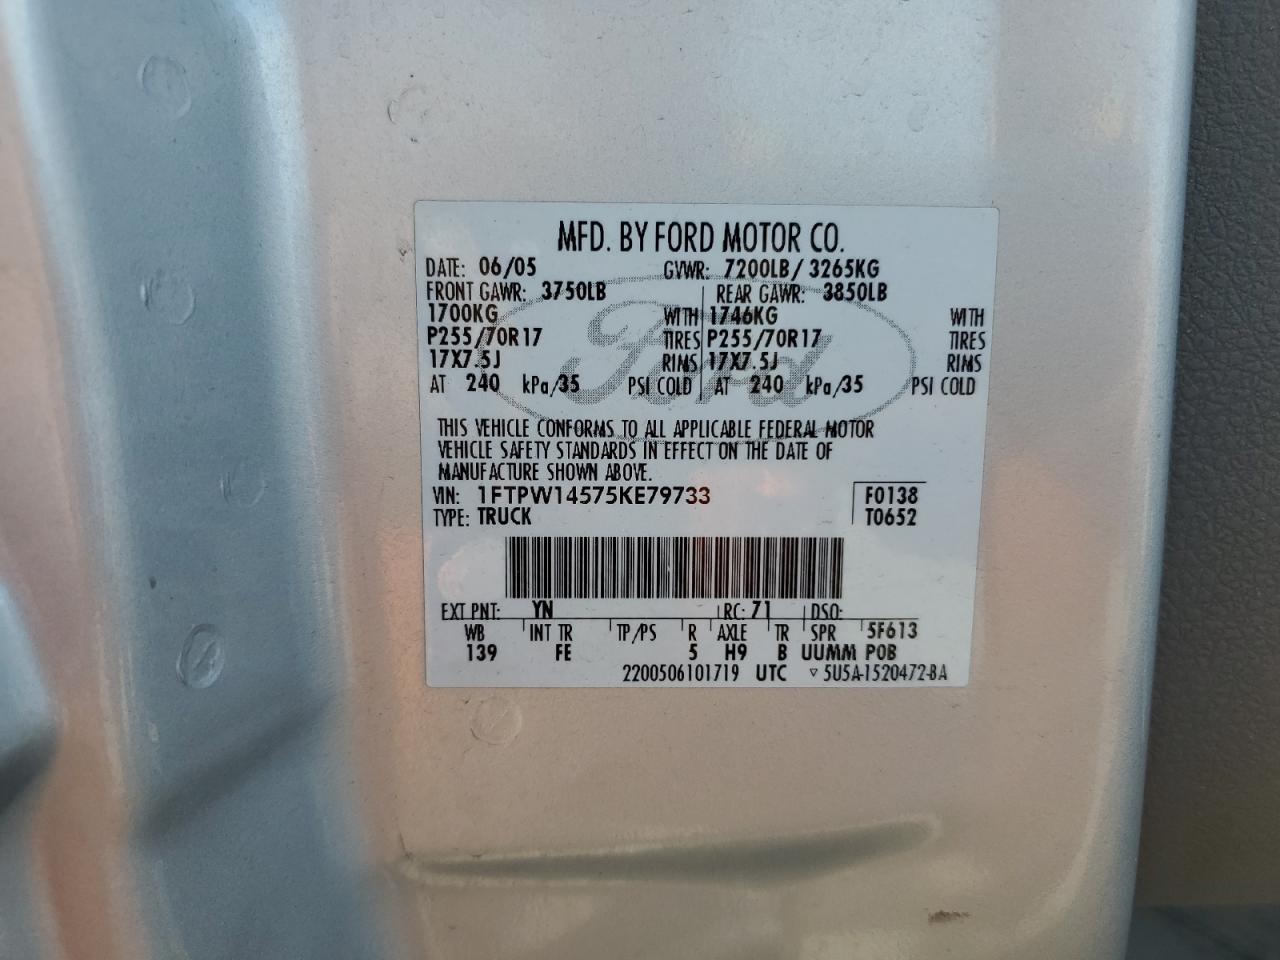 MFD. BY FORD MOTOR CO.
DATE: 06/05 GVWR: 7200LB/ 3265KG
FRONT GAWR: 3750LB REAR GAWR: 3850LB
1700KG WITH 1746KG WITH
P255/70R17 TIRES P255/70R17 TIRES
17X7.5J RIMS 17X7.5J RIMS
AT 240 kPa/35 PSI COLD AT 240 kPa/35 PSI COLD
Ford
THIS VEHICLE CONFORMS TO ALL APPLICABLE FEDERAL MOTOR
VEHICLE SAFETY STANDARDS IN EFFECT ON THE DATE OF
MANUFACTURE SHOWN ABOVE.
VIN: 1FTPW14575KE79733 F0138
TYPE: TRUCK T0652
EXT PNT: YN RC: 71 DSO:
WB INT TR TP/PS R AXLE TR SPR 5F613
139 FE 5 H9 B UUMM POB
2200506101719 UTC ▿ 5U5A-1520472-BA